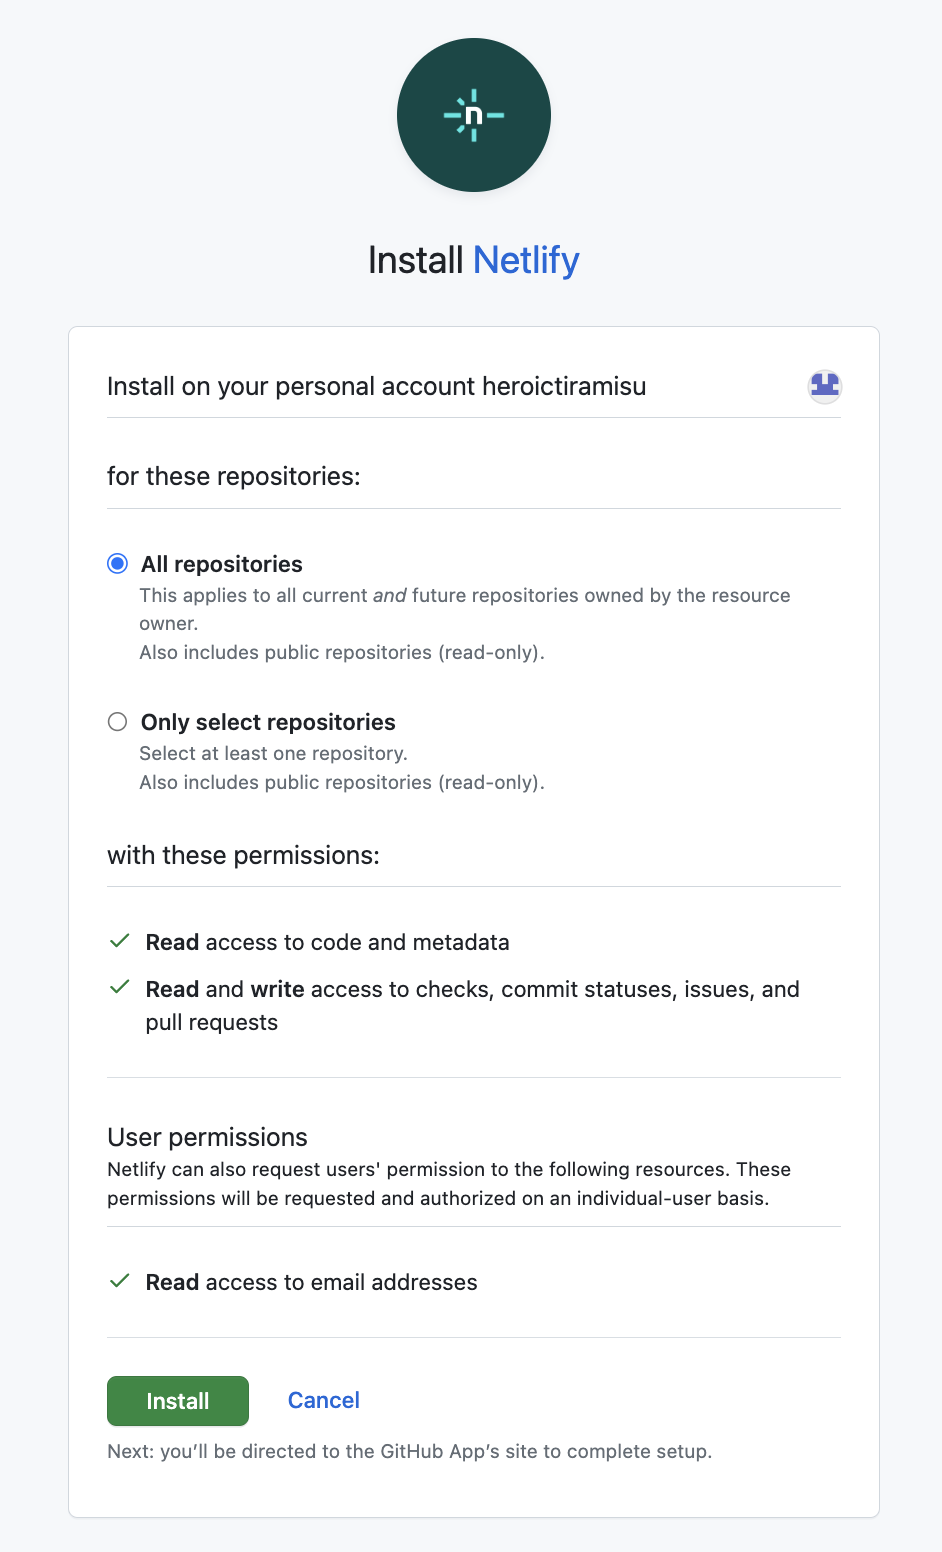 n
Install Netlify
Install on your personal account heroictiramisu
for these repositories:
All repositories
This applies to all current and future repositories owned by the resource
owner.
Also includes public repositories (read-only).
Only select repositories
Select at least one repository.
Also includes public repositories (read-only).
with these permissions:
Read access to code and metadata
Read and write access to checks, commit statuses, issues, and
pull requests
User permissions
Netlify can also request users' permission to the following resources. These
permissions will be requested and authorized on an individual-user basis.
Read access to email addresses
Install Cancel
Next: you’ll be directed to the GitHub App’s site to complete setup.